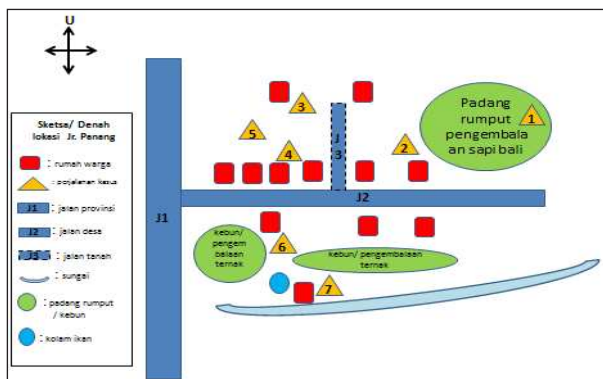 U
Sketsa/ Denah
lokasi Jr. Panang
: rumah warga
: perjalanan kasus
J1 : jalan provinsi
J2 : jalan desa
J3 : jalan tanah
: sungai
: padang rumput
/ kebun
: kolam ikan
J1
J2
J
3
Padang
rumput
pengembala
an sapi bali
1
2
3
4
5
6
7
kebun/
pengem
balaan
ternak
kebun/ pengembalaan
ternak